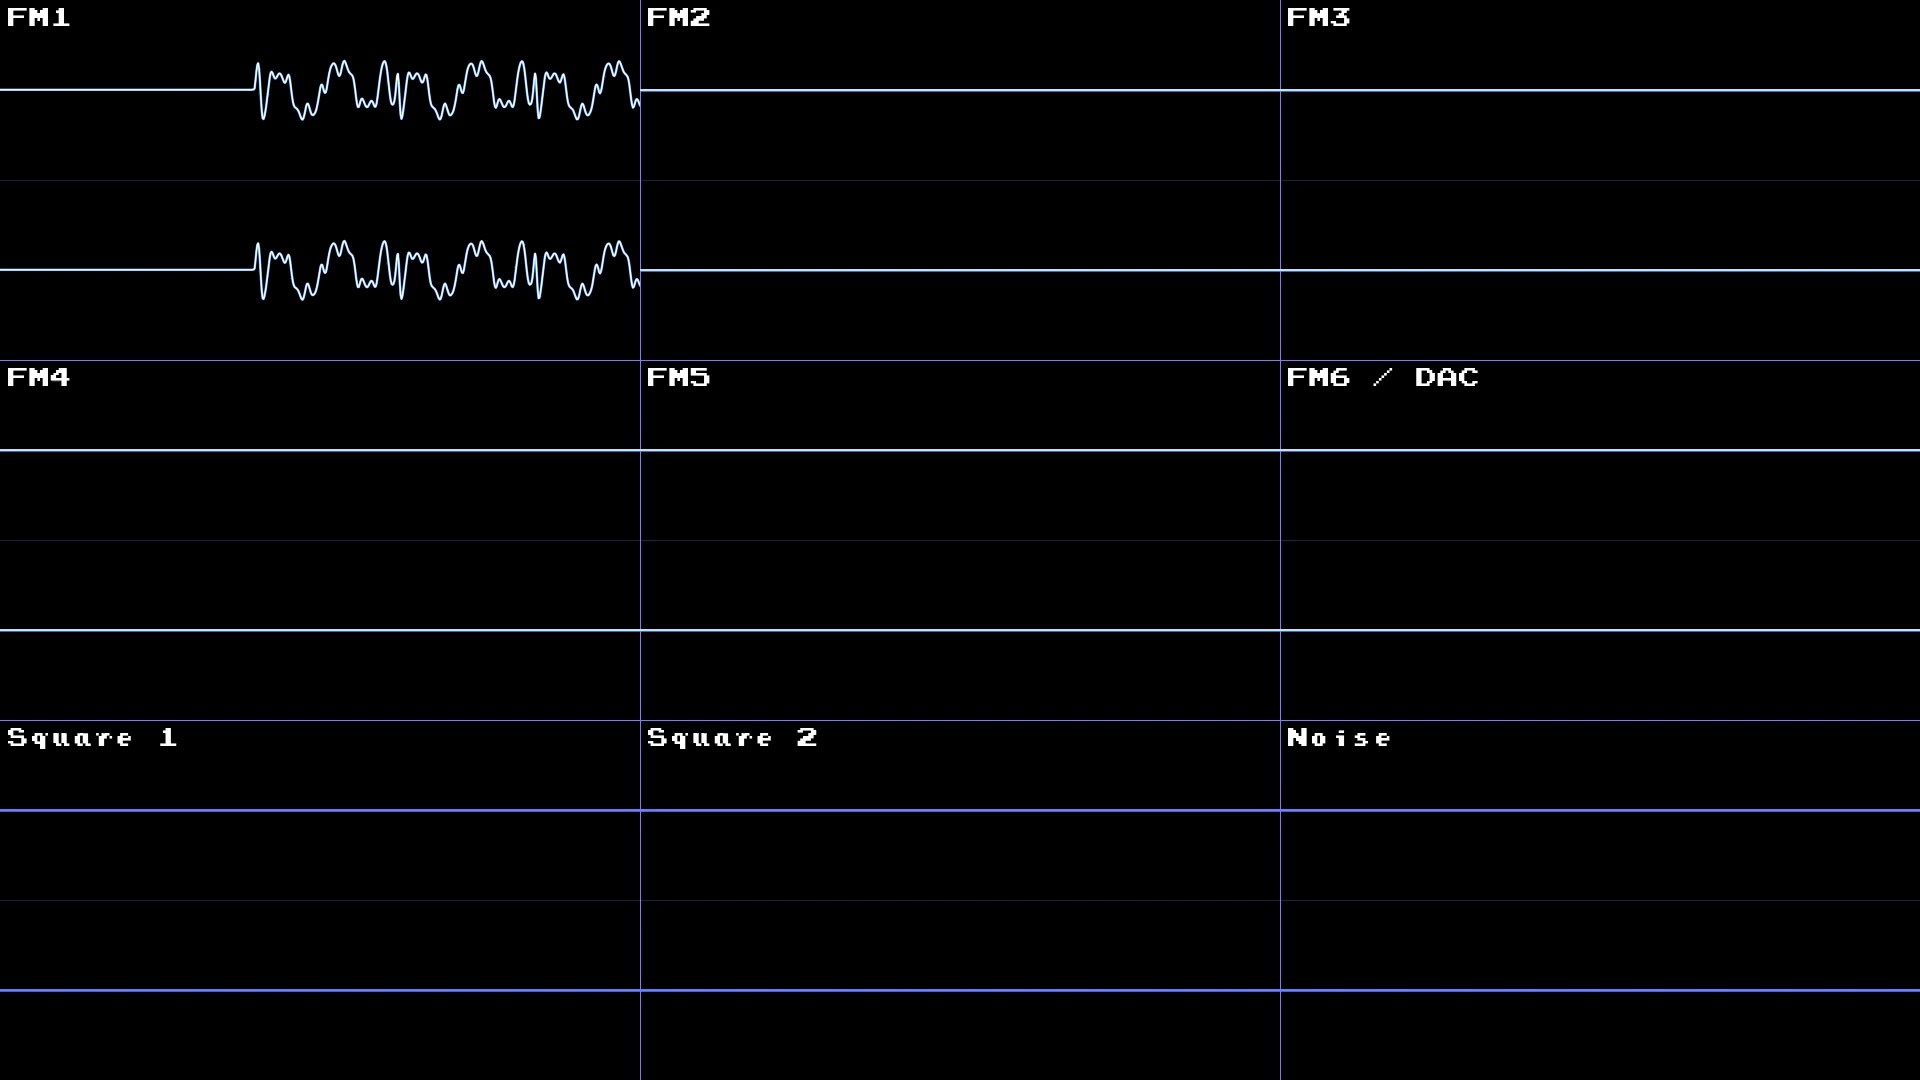 FM1
FM2
FM3
FM4
FM5
FM6 / DAC
Square 1
Square 2
Noise